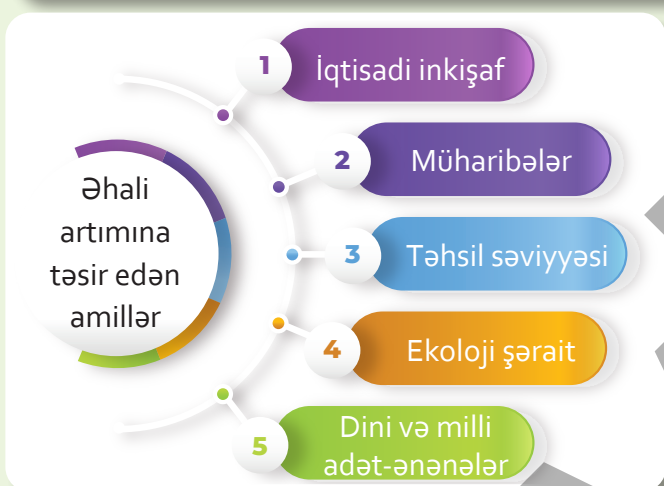 Əhali
artımına
təsir edən
amillər
1
İqtisadi inkişaf
2
Müharibələr
3
Təhsil səviyyəsi
4
Ekoloji şərait
5
Dini və milli
adət-ənənələr